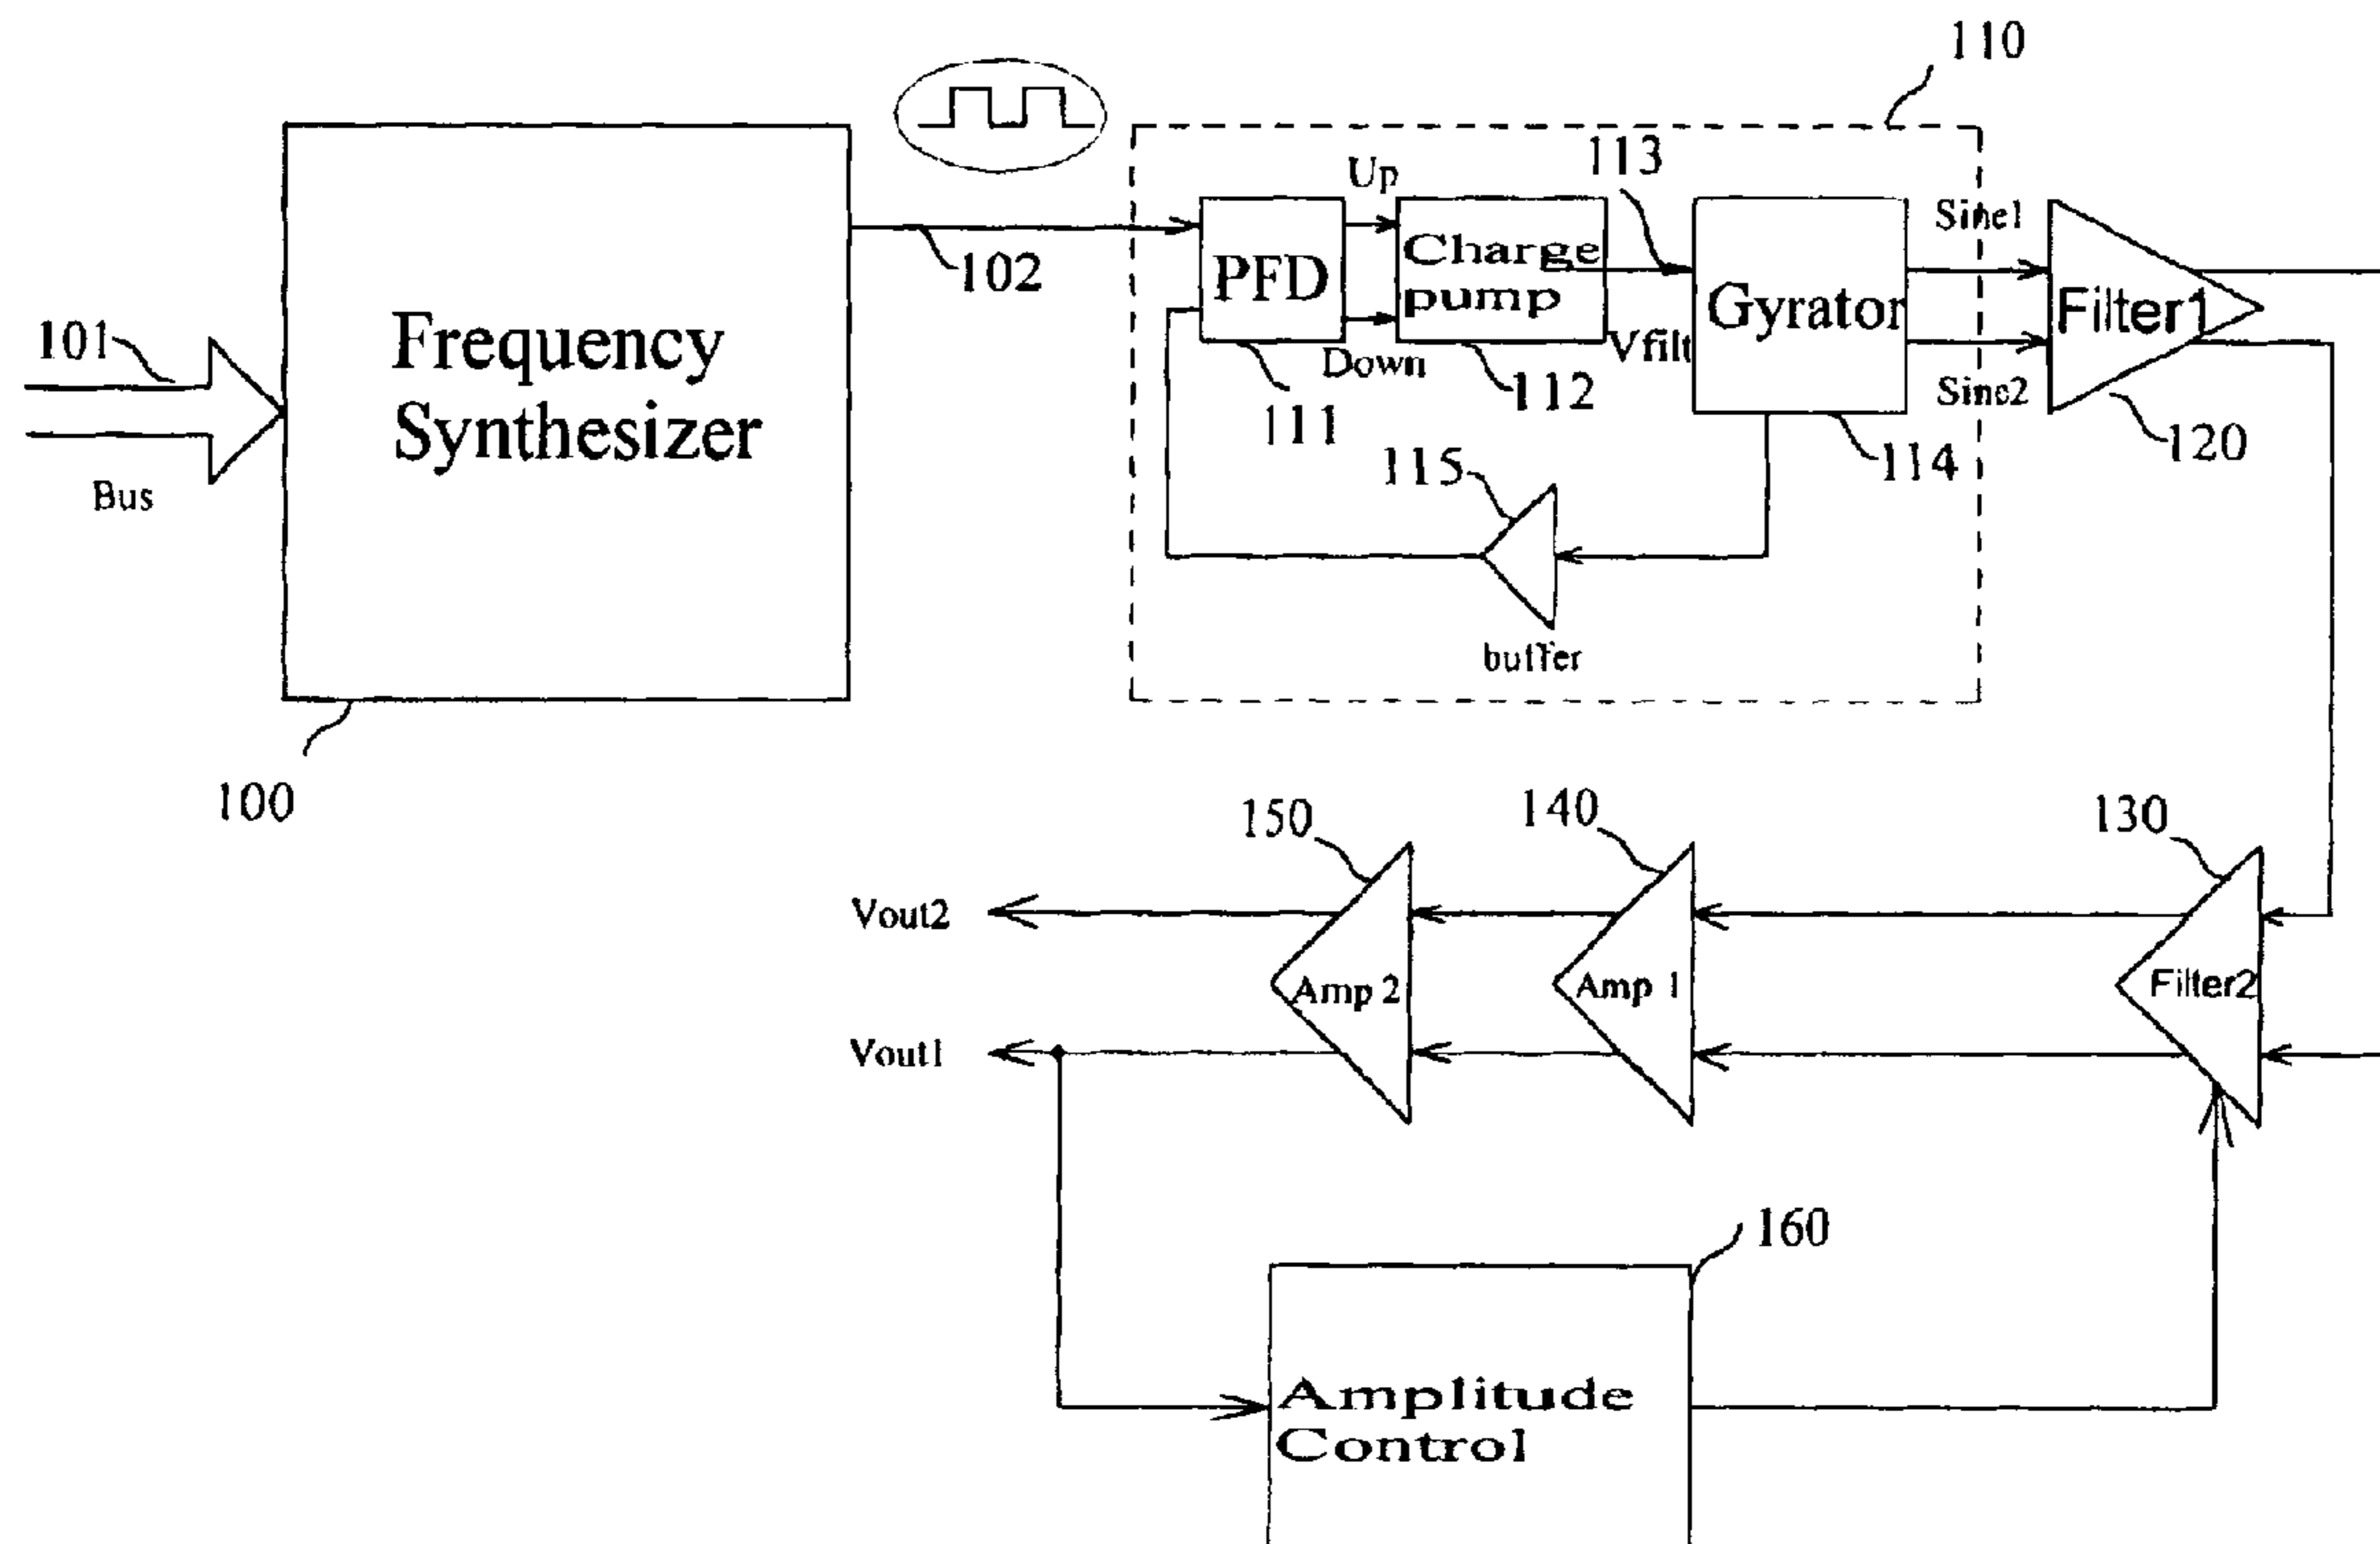 110
Up
113
Sine1
102
PFD
Charge
pump
Gyrator
Filter1
101
Frequency
Synthesizer
Vfilt
Down
112
Sine2
111
114
120
115
Bus
buffer
100
150
140
130
Vout2
Amp 2
Amp 1
Filter2
Vout1
160
Amplitude
Control